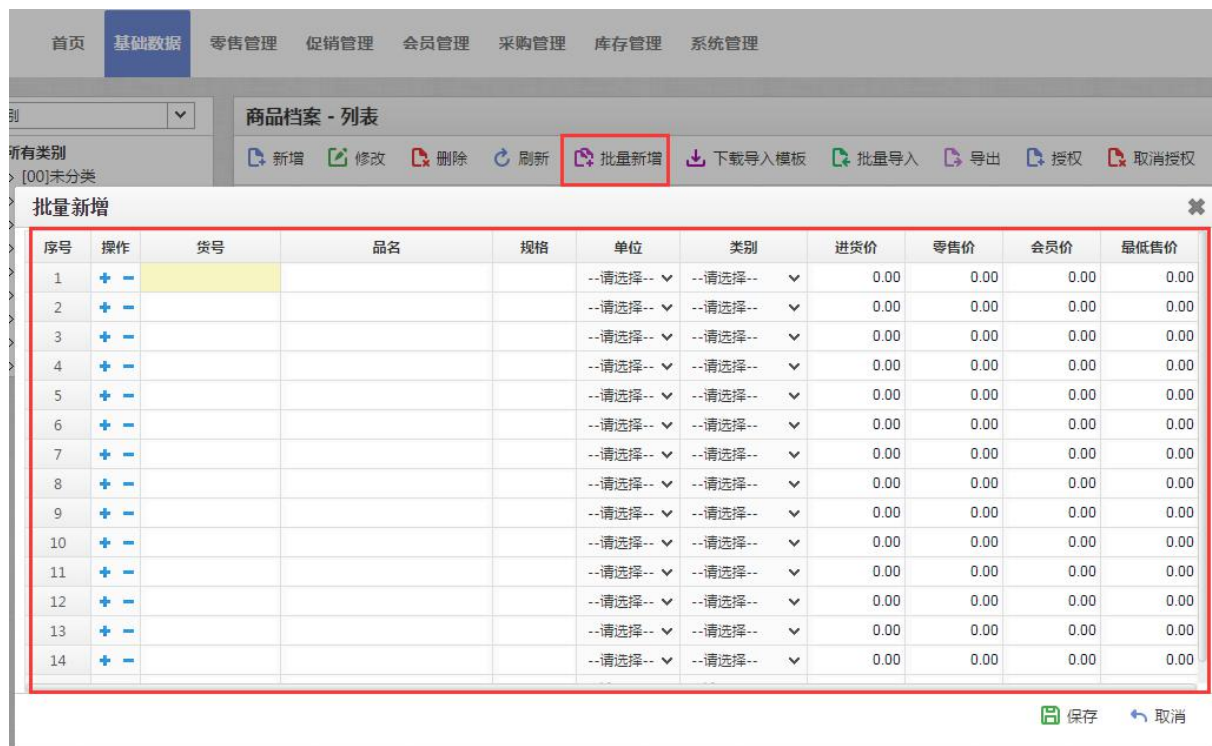 首页 基础数据 零售管理 促销管理 会员管理 采购管理 库存管理 系统管理
别
商品档案 - 列表
所有类别
[00]未分类
新增 修改 删除 刷新 批量新增 下载导入模板 批量导入 导出 授权 取消授权
批量新增
序号 操作 货号 品名 规格 单位 类别 进货价 零售价 会员价 最低售价
1 --请选择-- --请选择-- 0.00 0.00 0.00 0.00
2 --请选择-- --请选择-- 0.00 0.00 0.00 0.00
3 --请选择-- --请选择-- 0.00 0.00 0.00 0.00
4 --请选择-- --请选择-- 0.00 0.00 0.00 0.00
5 --请选择-- --请选择-- 0.00 0.00 0.00 0.00
6 --请选择-- --请选择-- 0.00 0.00 0.00 0.00
7 --请选择-- --请选择-- 0.00 0.00 0.00 0.00
8 --请选择-- --请选择-- 0.00 0.00 0.00 0.00
9 --请选择-- --请选择-- 0.00 0.00 0.00 0.00
10 --请选择-- --请选择-- 0.00 0.00 0.00 0.00
11 --请选择-- --请选择-- 0.00 0.00 0.00 0.00
12 --请选择-- --请选择-- 0.00 0.00 0.00 0.00
13 --请选择-- --请选择-- 0.00 0.00 0.00 0.00
14 --请选择-- --请选择-- 0.00 0.00 0.00 0.00
保存 取消